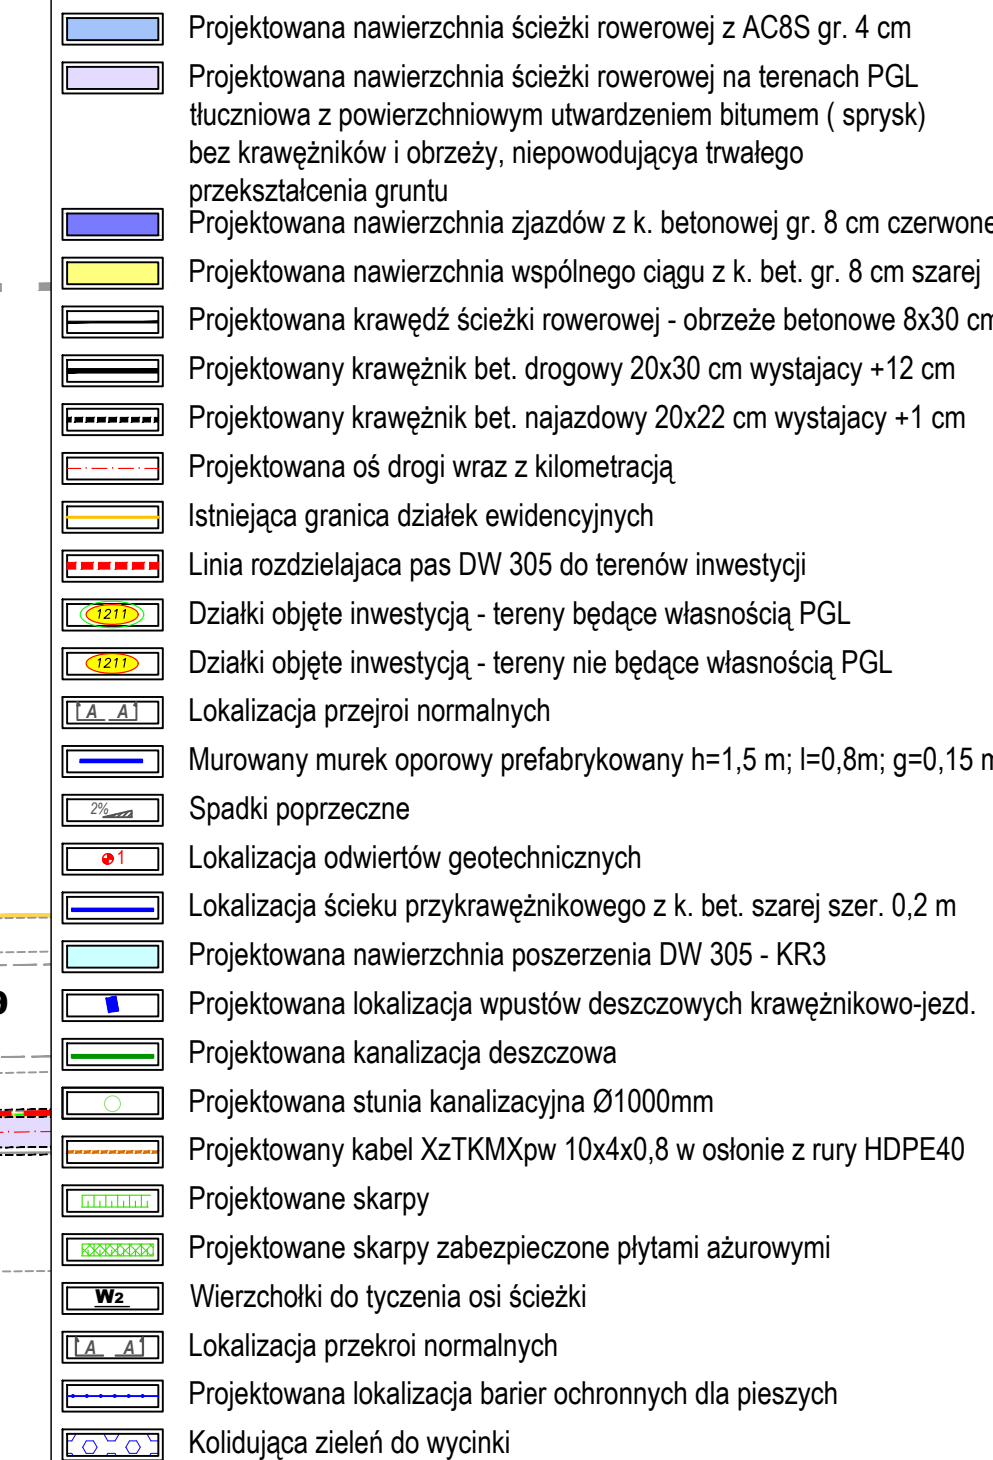 Projektowana nawierzchnia ścieżki rowerowej z AC8S gr. 4 cm
Projektowana nawierzchnia ścieżki rowerowej na terenach PGL
tłuczniowa z powierzchniowym utwardzeniem bitumem ( sprysk)
bez krawężników i obrzeży, niepowodującya trwałego
przekształcenia gruntu
Projektowana nawierzchnia zjazdów z k. betonowej gr. 8 cm czerwone
Projektowana nawierzchnia wspólnego ciągu z k. bet. gr. 8 cm szarej
Projektowana krawędź ścieżki rowerowej - obrzeże betonowe 8x30 cm
Projektowany krawężnik bet. drogowy 20x30 cm wystajacy +12 cm
Projektowany krawężnik bet. najazdowy 20x22 cm wystajacy +1 cm
Projektowana oś drogi wraz z kilometracją
Istniejąca granica działek ewidencyjnych
Linia rozdzielajaca pas DW 305 do terenów inwestycji
1211 Działki objęte inwestycją - tereny będące własnością PGL
1211 Działki objęte inwestycją - tereny nie będące własnością PGL
A A Lokalizacja przejroi normalnych
Murowany murek oporowy prefabrykowany h=1,5 m; l=0,8m; g=0,15 m
2% Spadki poprzeczne
1 Lokalizacja odwiertów geotechnicznych
Lokalizacja ścieku przykrawężnikowego z k. bet. szarej szer. 0,2 m
Projektowana nawierzchnia poszerzenia DW 305 - KR3
Projektowana lokalizacja wpustów deszczowych krawężnikowo-jezd.
Projektowana kanalizacja deszczowa
Projektowana stunia kanalizacyjna Ø1000mm
Projektowany kabel XzTKMXpw 10x4x0,8 w osłonie z rury HDPE40
Projektowane skarpy
Projektowane skarpy zabezpieczone płytami ażurowymi
W2 Wierzchołki do tyczenia osi ścieżki
A A Lokalizacja przekroi normalnych
Projektowana lokalizacja barier ochronnych dla pieszych
Kolidująca zieleń do wycinki